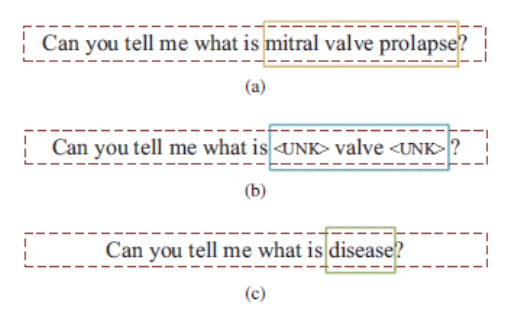 Can you tell me what is mitral valve prolapse?
(a)
Can you tell me what is <UNK> valve <UNK> ?
(b)
Can you tell me what is disease?
(c)